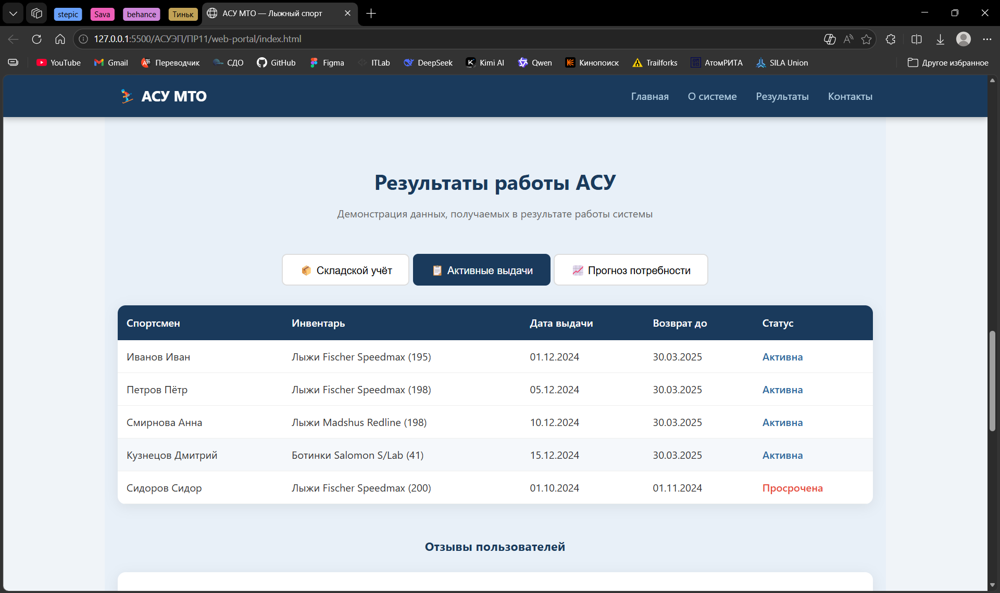 stepic Sava behance Тиньк АСУ МТО — Лыжный спорт
127.0.0.1:5500/АСУЭП/ПР11/web-portal/index.html
YouTube Gmail Переводчик СДО GitHub Figma ITLab DeepSeek Kimi AI Qwen Кинопоиск Trailforks АтомРИТА SILA Union Другое избранное
АСУ МТО Главная О системе Результаты Контакты
Результаты работы АСУ
Демонстрация данных, получаемых в результате работы системы
Складской учёт Активные выдачи Прогноз потребности
Спортсмен Инвентарь Дата выдачи Возврат до Статус
Иванов Иван Лыжи Fischer Speedmax (195) 01.12.2024 30.03.2025 Активна
Петров Пётр Лыжи Fischer Speedmax (198) 05.12.2024 30.03.2025 Активна
Смирнова Анна Лыжи Madshus Redline (198) 10.12.2024 30.03.2025 Активна
Кузнецов Дмитрий Ботинки Salomon S/Lab (41) 15.12.2024 30.03.2025 Активна
Сидоров Сидор Лыжи Fischer Speedmax (200) 01.10.2024 01.11.2024 Просрочена
Отзывы пользователей